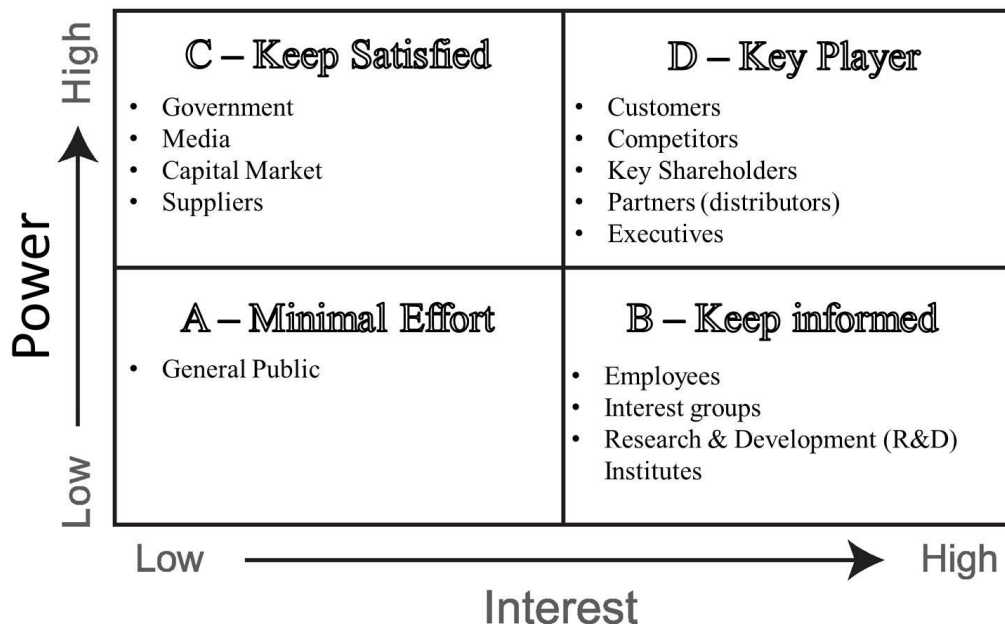 High
Power
Low
C – Keep Satisfied
• Government
• Media
• Capital Market
• Suppliers
D – Key Player
• Customers
• Competitors
• Key Shareholders
• Partners (distributors)
• Executives
A – Minimal Effort
• General Public
B – Keep informed
• Employees
• Interest groups
• Research & Development (R&D)
Institutes
Low
High
Interest